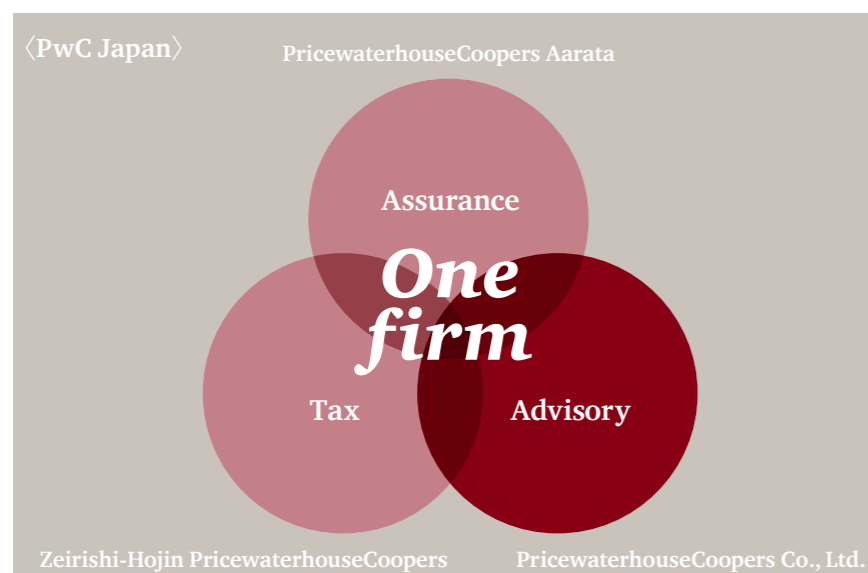 〈PwC Japan〉
PricewaterhouseCoopers Aarata
Assurance
One
firm
Tax
Advisory
Zeirishi-Hojin PricewaterhouseCoopers
PricewaterhouseCoopers Co., Ltd.